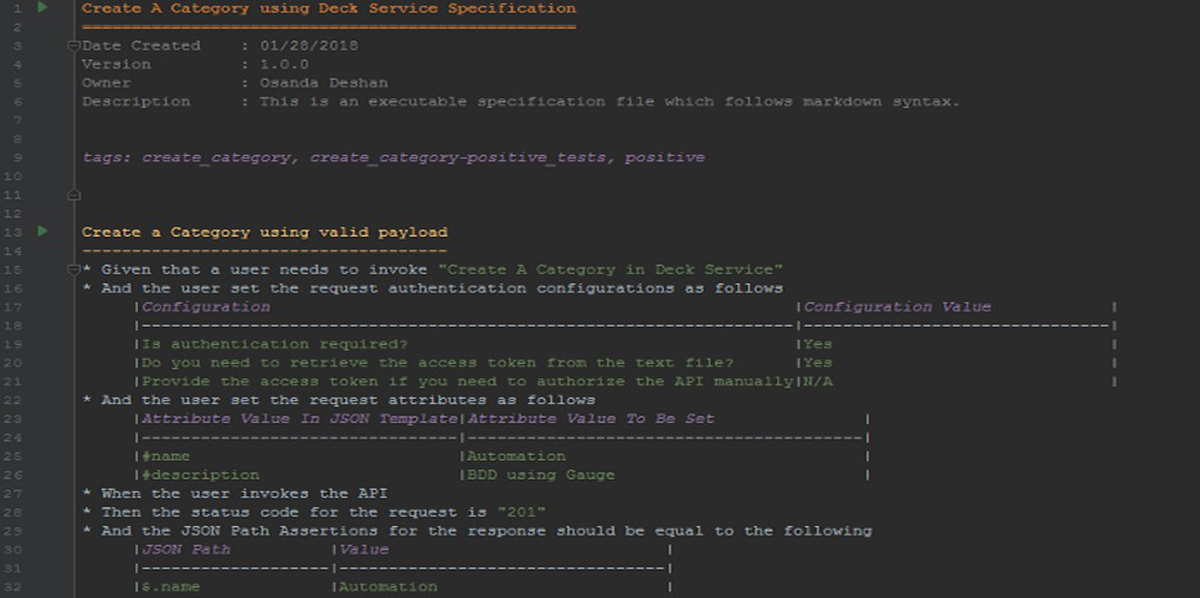 1 Create A Category using Deck Service Specification
2 ==================================================
3 Date Created : 01/28/2018
4 Version : 1.0.0
5 Owner : Osanda Deshan
6 Description : This is an executable specification file which follows markdown syntax.
7
8
9 tags: create_category, create_category-positive_tests, positive
10
11
12
13 Create a Category using valid payload
14 -------------------------------------
15 * Given that a user needs to invoke "Create A Category in Deck Service"
16 * And the user set the request authentication configurations as follows
17 |Configuration |Configuration Value |
18 |------------------------------------------------------------------|-------------------------------|
19 |Is authentication required? |Yes |
20 |Do you need to retrieve the access token from the text file? |Yes |
21 |Provide the access token if you need to authorize the API manually|N/A |
22 * And the user set the request attributes as follows
23 |Attribute Value In JSON Template|Attribute Value To Be Set |
24 |--------------------------------|----------------------------------------|
25 |#name |Automation |
26 |#description |BDD using Gauge |
27 * When the user invokes the API
28 * Then the status code for the request is "201"
29 * And the JSON Path Assertions for the response should be equal to the following
30 |JSON Path |Value |
31 |-------------------|---------------------------------|
32 |$.name |Automation |